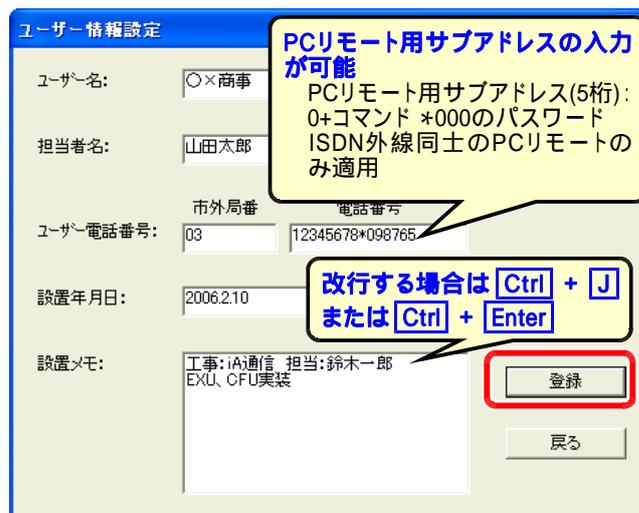 ユーザー情報設定
PCリモート用サブアドレスの入力
が可能
PCリモート用サブアドレス(5桁):
0+コマンド *000のパスワード
ISDN外線同士のPCリモートの
み適用
ユーザー名:
○×商事
担当者名:
山田太郎
市外局番 電話番号
ユーザー電話番号:
03 12345678*098765
改行する場合は Ctrl + J
または Ctrl + Enter
設置年月日:
2006.2.10
設置メモ:
工事:iA通信 担当:鈴木一郎
EXU、CFU実装
登録
戻る